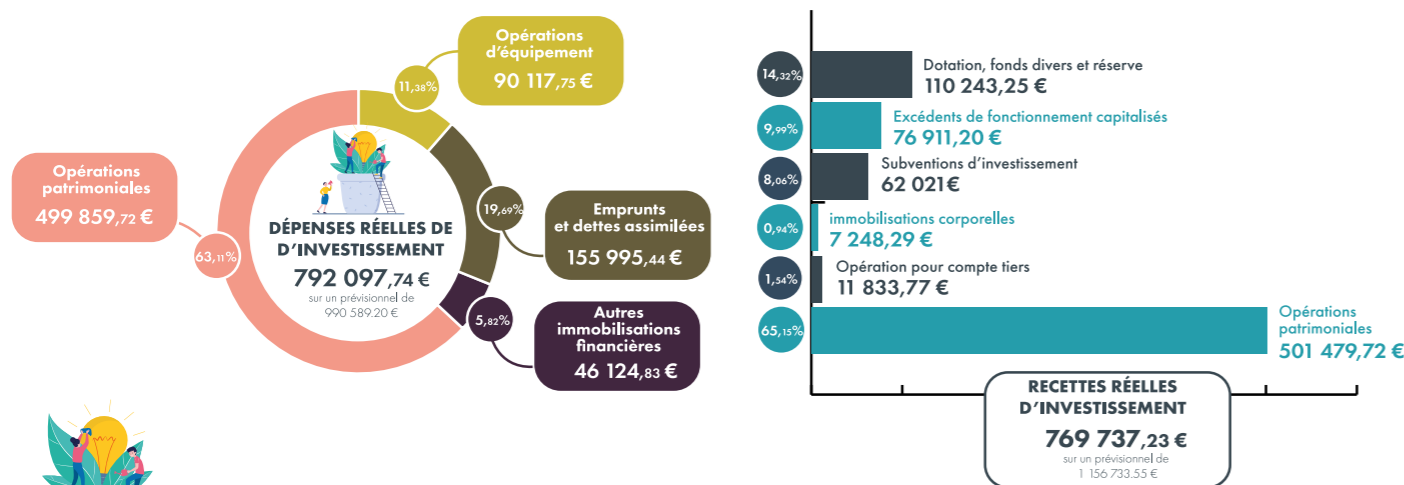 Opérations
d'équipement
90 117,75 €
11,38%
Opérations
patrimoniales
499 859,72 €
63,11%
DÉPENSES RÉELLES DE
D'INVESTISSEMENT
792 097,74 €
sur un prévisionnel de
990 589.20 €
19,69%
Emprunts
et dettes assimilées
155 995,44 €
5,82%
Autres
immobilisations
financières
46 124,83 €
14,32%
Dotation, fonds divers et réserve
110 243,25 €
9,99%
Excédents de fonctionnement capitalisés
76 911,20 €
8,06%
Subventions d'investissement
62 021€
0,94%
immobilisations corporelles
7 248,29 €
1,54%
Opération pour compte tiers
11 833,77 €
65,15%
Opérations
patrimoniales
501 479,72 €
RECETTES RÉELLES
D'INVESTISSEMENT
769 737,23 €
sur un prévisionnel de
1 156 733.55 €